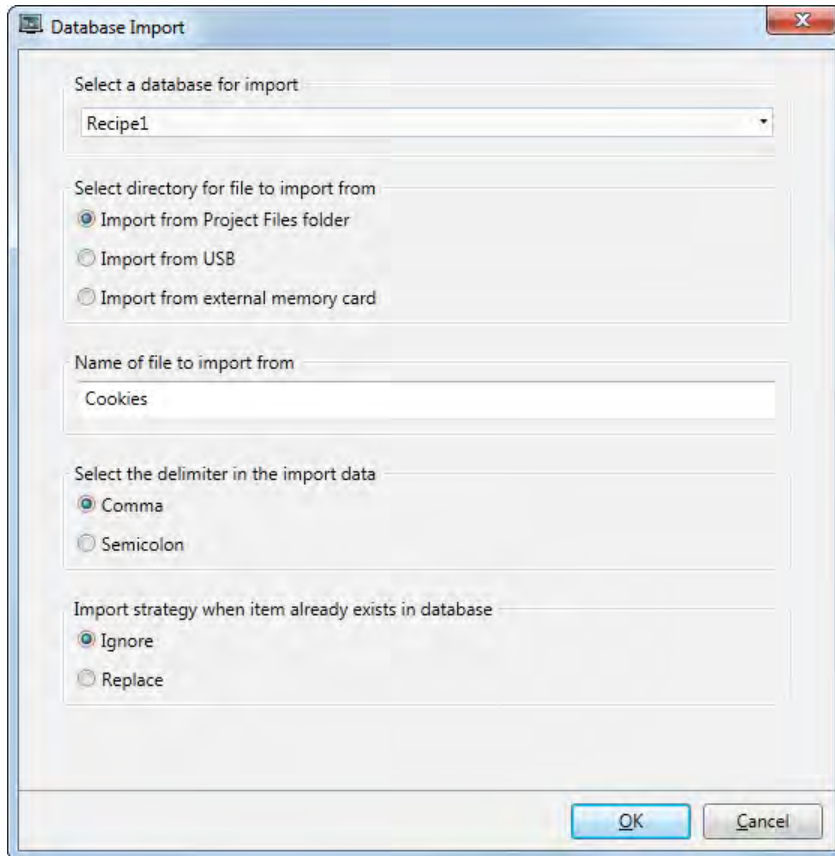 Database Import
Select a database for import
Recipe1
Select directory for file to import from
Import from Project Files folder
Import from USB
Import from external memory card
Name of file to import from
Cookies
Select the delimiter in the import data
Comma
Semicolon
Import strategy when item already exists in database
Ignore
Replace
OK Cancel